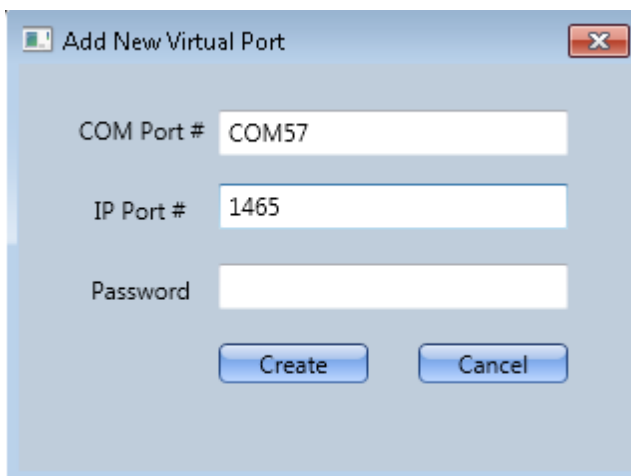 Add New Virtual Port
COM Port # COM57
IP Port # 1465
Password
Create Cancel